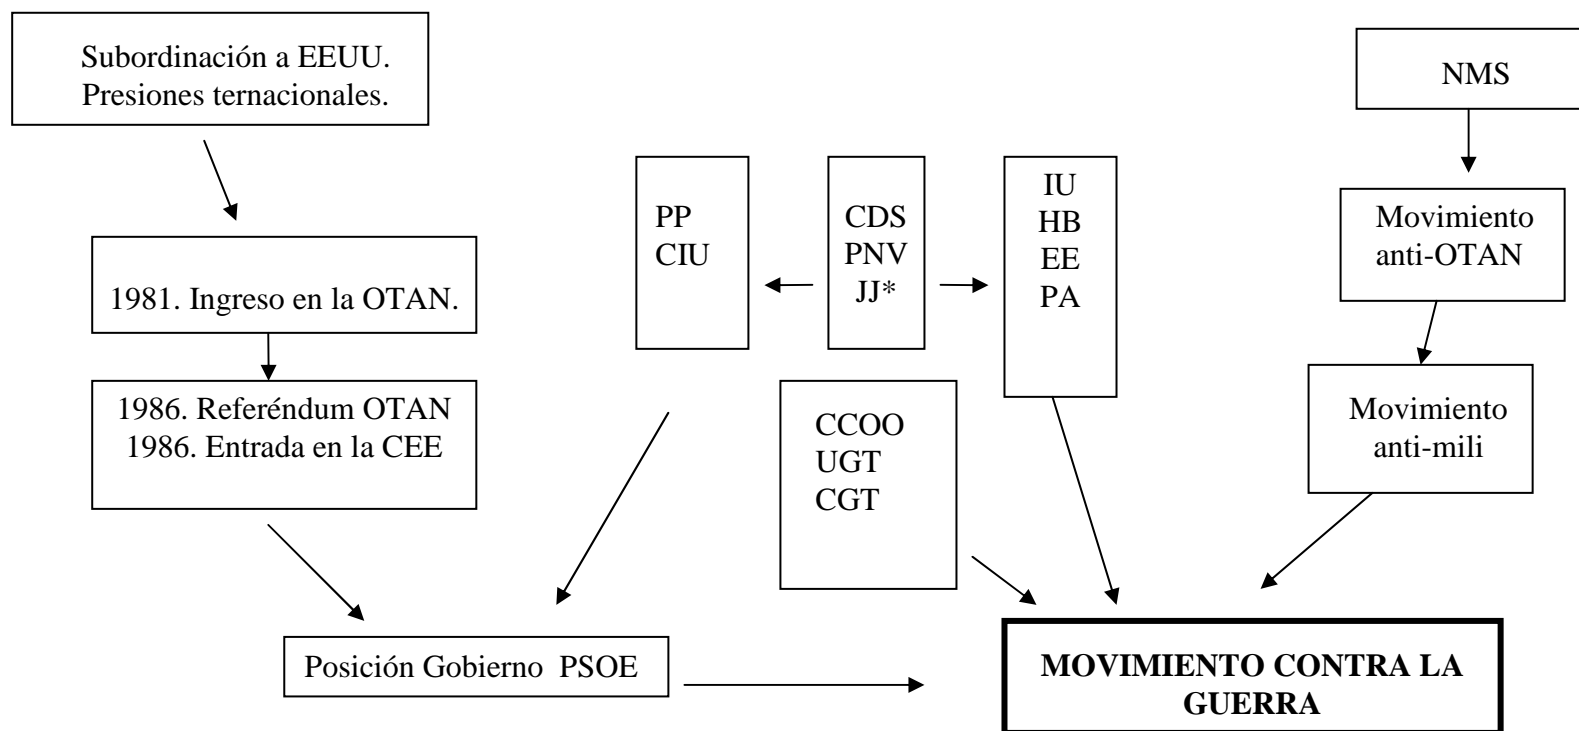 Subordinación a EEUU.
Presiones ternacionales.
NMS
PP
CIU
CDS
PNV
JJ*
IU
HB
EE
PA
Movimiento
anti-OTAN
1981. Ingreso en la OTAN.
1986. Referéndum OTAN
1986. Entrada en la CEE
CCOO
UGT
CGT
Movimiento
anti-mili
Posición Gobierno PSOE
MOVIMIENTO CONTRA LA
GUERRA